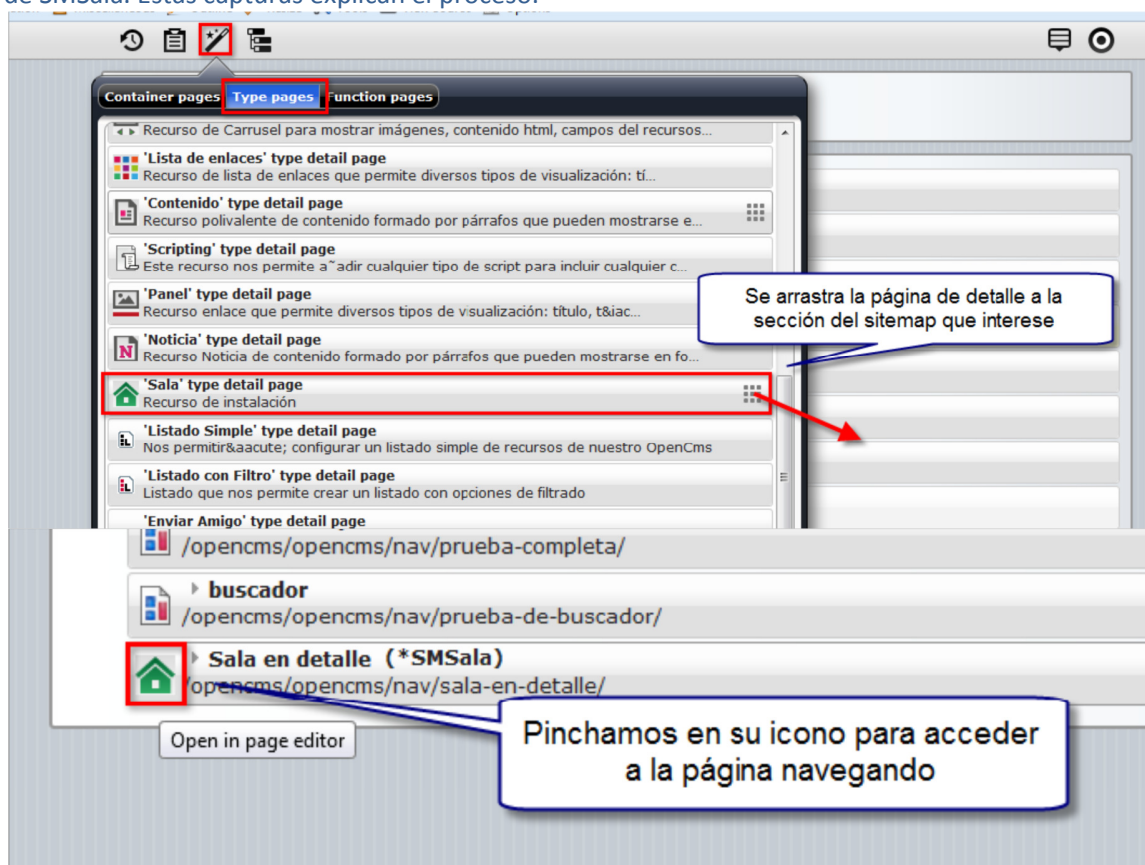 de SMSala. Estas capturas explican el proceso:
Container pages Type pages Function pages
Recurso de Carrusel para mostrar imágenes, contenido html, campos del recursos...
'Lista de enlaces' type detail page
Recurso de lista de enlaces que permite diversos tipos de visualización: tí...
'Contenido' type detail page
Recurso polivalente de contenido formado por párrafos que pueden mostrarse e...
'Scripting' type detail page
Este recurso nos permite a˜adir cualquier tipo de script para incluir cualquier c...
'Panel' type detail page
Recurso enlace que permite diversos tipos de visualización: título, t&iac...
Se arrastra la página de detalle a la
sección del sitemap que interese
'Noticia' type detail page
Recurso Noticia de contenido formado por párrafos que pueden mostrarse en fo...
'Sala' type detail page
Recurso de instalación
'Listado Simple' type detail page
Nos permitir&aacute; configurar un listado simple de recursos de nuestro OpenCms
'Listado con Filtro' type detail page
Listado que nos permite crear un listado con opciones de filtrado
'Enviar Amigo' type detail page
/opencms/opencms/nav/prueba-completa/
buscador
/opencms/opencms/nav/prueba-de-buscador/
Sala en detalle (*SMSala)
/opencms/opencms/nav/sala-en-detalle/
Open in page editor
Pinchamos en su icono para acceder
a la página navegando